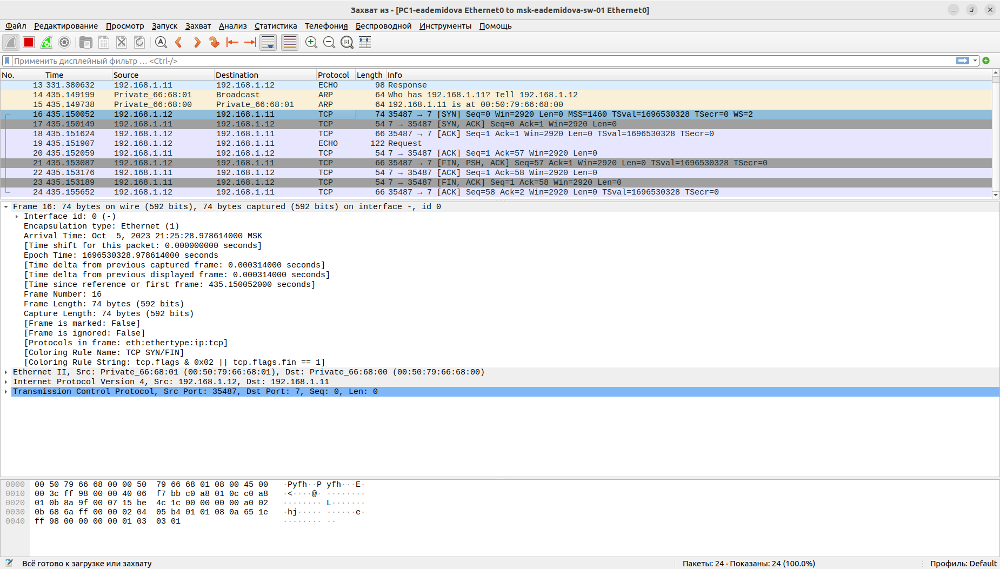 Захват из - [PC1-eademidova Ethernet0 to msk-eademidova-sw-01 Ethernet0]
Файл Редактирование Просмотр Запуск Захват Анализ Статистика Телефония Беспроводной Инструменты Помощь
Применить дисплейный фильтр … <Ctrl-/>
No. Time Source Destination Protocol Length Info
13 331.380632 192.168.1.11 192.168.1.12 ECHO 98 Response
14 435.149199 Private_66:68:01 Broadcast ARP 64 Who has 192.168.1.11? Tell 192.168.1.12
15 435.149738 Private_66:68:00 Private_66:68:01 ARP 64 192.168.1.11 is at 00:50:79:66:68:00
16 435.150052 192.168.1.12 192.168.1.11 TCP 74 35487 → 7 [SYN] Seq=0 Win=2920 Len=0 MSS=1460 TSval=1696530328 TSecr=0 WS=2
17 435.150149 192.168.1.11 192.168.1.12 TCP 54 7 → 35487 [SYN, ACK] Seq=0 Ack=1 Win=2920 Len=0
18 435.151624 192.168.1.12 192.168.1.11 TCP 66 35487 → 7 [ACK] Seq=1 Ack=1 Win=2920 Len=0 TSval=1696530328 TSecr=0
19 435.151907 192.168.1.12 192.168.1.11 ECHO 122 Request
20 435.152059 192.168.1.11 192.168.1.12 TCP 54 7 → 35487 [ACK] Seq=1 Ack=57 Win=2920 Len=0
21 435.153087 192.168.1.12 192.168.1.11 TCP 66 35487 → 7 [FIN, PSH, ACK] Seq=57 Ack=1 Win=2920 Len=0 TSval=1696530328 TSecr=0
22 435.153176 192.168.1.11 192.168.1.12 TCP 54 7 → 35487 [ACK] Seq=1 Ack=58 Win=2920 Len=0
23 435.153189 192.168.1.11 192.168.1.12 TCP 54 7 → 35487 [FIN, ACK] Seq=1 Ack=58 Win=2920 Len=0
24 435.155652 192.168.1.12 192.168.1.11 TCP 66 35487 → 7 [ACK] Seq=58 Ack=2 Win=2920 Len=0 TSval=1696530328 TSecr=0
Frame 16: 74 bytes on wire (592 bits), 74 bytes captured (592 bits) on interface -, id 0
Interface id: 0 (-)
Encapsulation type: Ethernet (1)
Arrival Time: Oct  5, 2023 21:25:28.978614000 MSK
[Time shift for this packet: 0.000000000 seconds]
Epoch Time: 1696530328.978614000 seconds
[Time delta from previous captured frame: 0.000314000 seconds]
[Time delta from previous displayed frame: 0.000314000 seconds]
[Time since reference or first frame: 435.150052000 seconds]
Frame Number: 16
Frame Length: 74 bytes (592 bits)
Capture Length: 74 bytes (592 bits)
[Frame is marked: False]
[Frame is ignored: False]
[Protocols in frame: eth:ethertype:ip:tcp]
[Coloring Rule Name: TCP SYN/FIN]
[Coloring Rule String: tcp.flags & 0x02 || tcp.flags.fin == 1]
Ethernet II, Src: Private_66:68:01 (00:50:79:66:68:01), Dst: Private_66:68:00 (00:50:79:66:68:00)
Internet Protocol Version 4, Src: 192.168.1.12, Dst: 192.168.1.11
Transmission Control Protocol, Src Port: 35487, Dst Port: 7, Seq: 0, Len: 0
0000 00 50 79 66 68 00 00 50 79 66 68 01 08 00 45 00 ·Pyfh··P yfh···E·
0010 00 3c ff 98 00 00 40 06 f7 bb c0 a8 01 0c c0 a8 ·<····@· ········
0020 01 0b 8a 9f 00 07 15 be 4c 1c 00 00 00 00 a0 02 ········ L·······
0030 0b 68 6a ff 00 00 02 04 05 b4 01 01 08 0a 65 1e ·hj····· ······e·
0040 ff 98 00 00 00 00 01 03 03 01 ········ ··
Всё готово к загрузке или захвату Пакеты: 24 · Показаны: 24 (100.0%) Профиль: Default